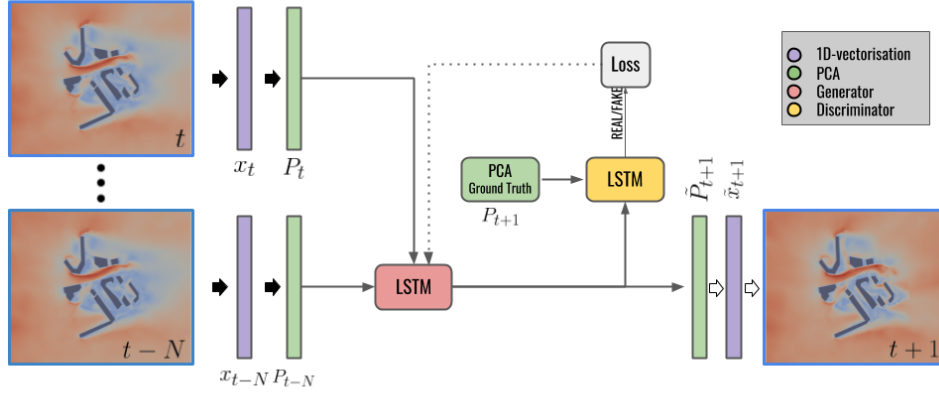 t
x_t
P_t
t − N
x_{t−N}
P_{t−N}
LSTM
PCA
Ground Truth
P_{t+1}
LSTM
REAL/FAKE
Loss
P̃_{t+1}
x̃_{t+1}
t + 1
1D-vectorisation
PCA
Generator
Discriminator